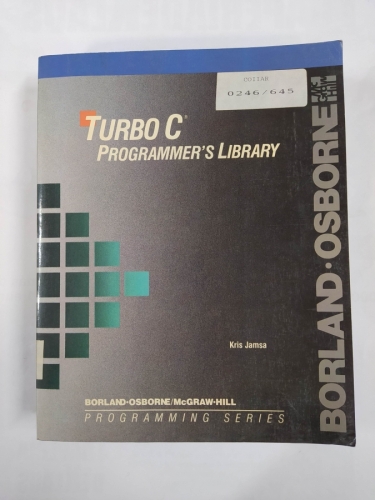 0246/645
TURBO C®
PROGRAMMER'S LIBRARY
Kris Jamsa
BORLAND·OSBORNE/McGRAW-HILL
PROGRAMMING SERIES
BORLAND·OSBORNE